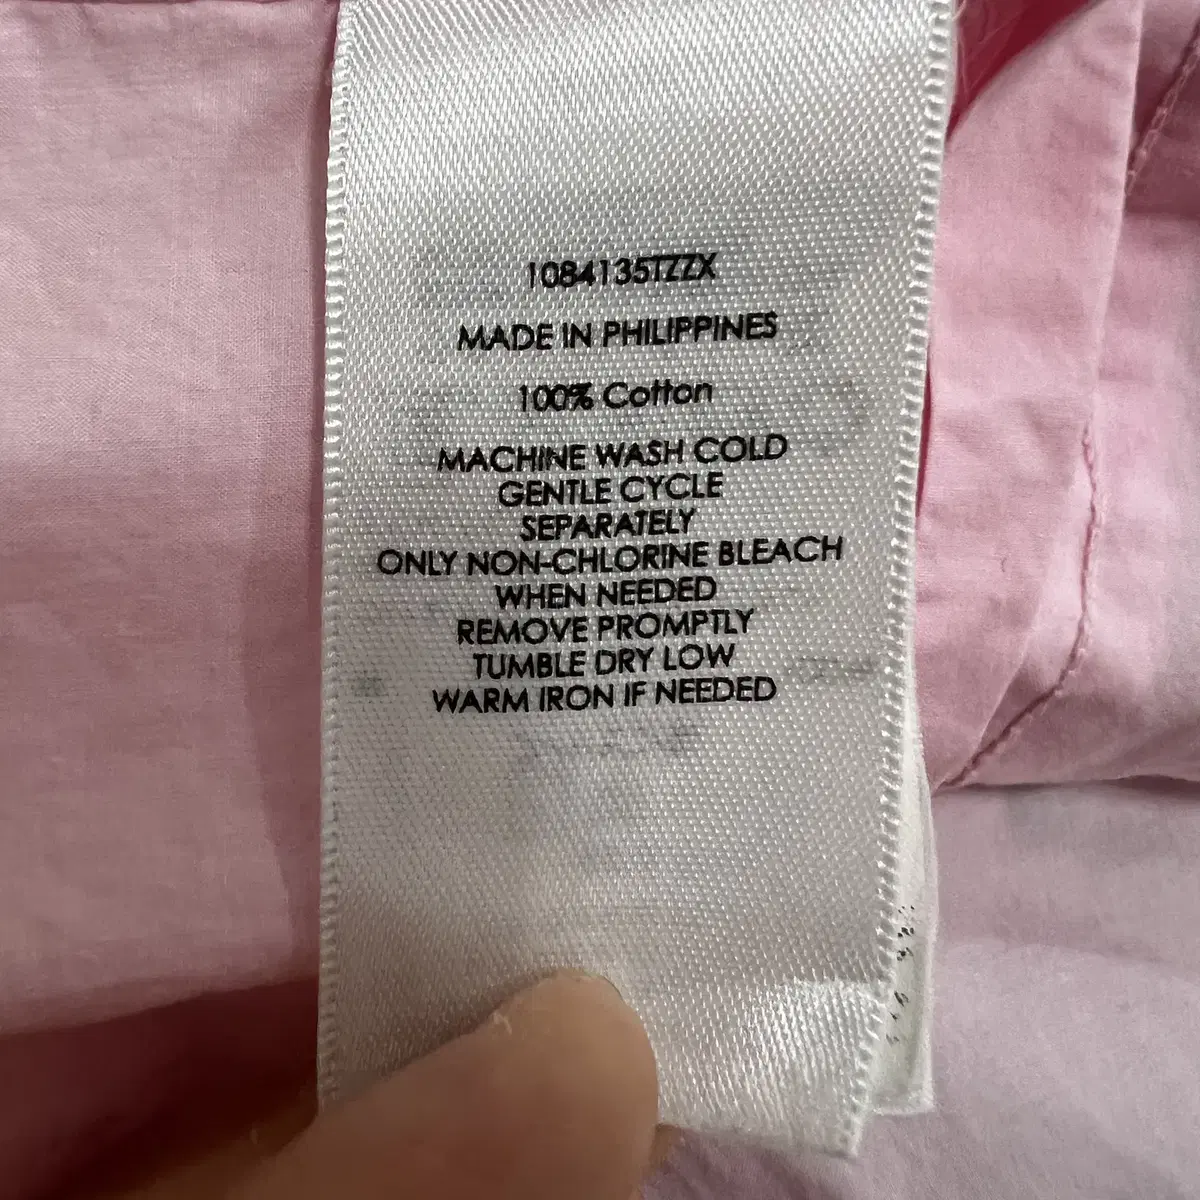 1084135TZZX
MADE IN PHILIPPINES
100% Cotton
MACHINE WASH COLD
GENTLE CYCLE
SEPARATELY
ONLY NON-CHLORINE BLEACH
WHEN NEEDED
REMOVE PROMPTLY
TUMBLE DRY LOW
WARM IRON IF NEEDED